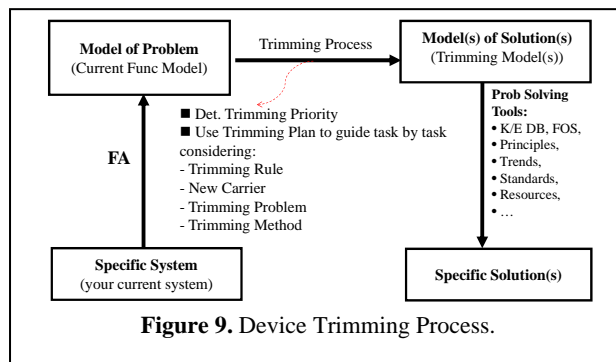 Model of Problem
(Current Func Model)
Trimming Process
Model(s) of Solution(s)
(Trimming Model(s))
■ Det. Trimming Priority
■ Use Trimming Plan to guide task by task
considering:
- Trimming Rule
- New Carrier
- Trimming Problem
- Trimming Method
FA
Prob Solving
Tools:
• K/E DB, FOS,
• Principles,
• Trends,
• Standards,
• Resources,
• …
Specific System
(your current system)
Specific Solution(s)
Figure 9. Device Trimming Process.